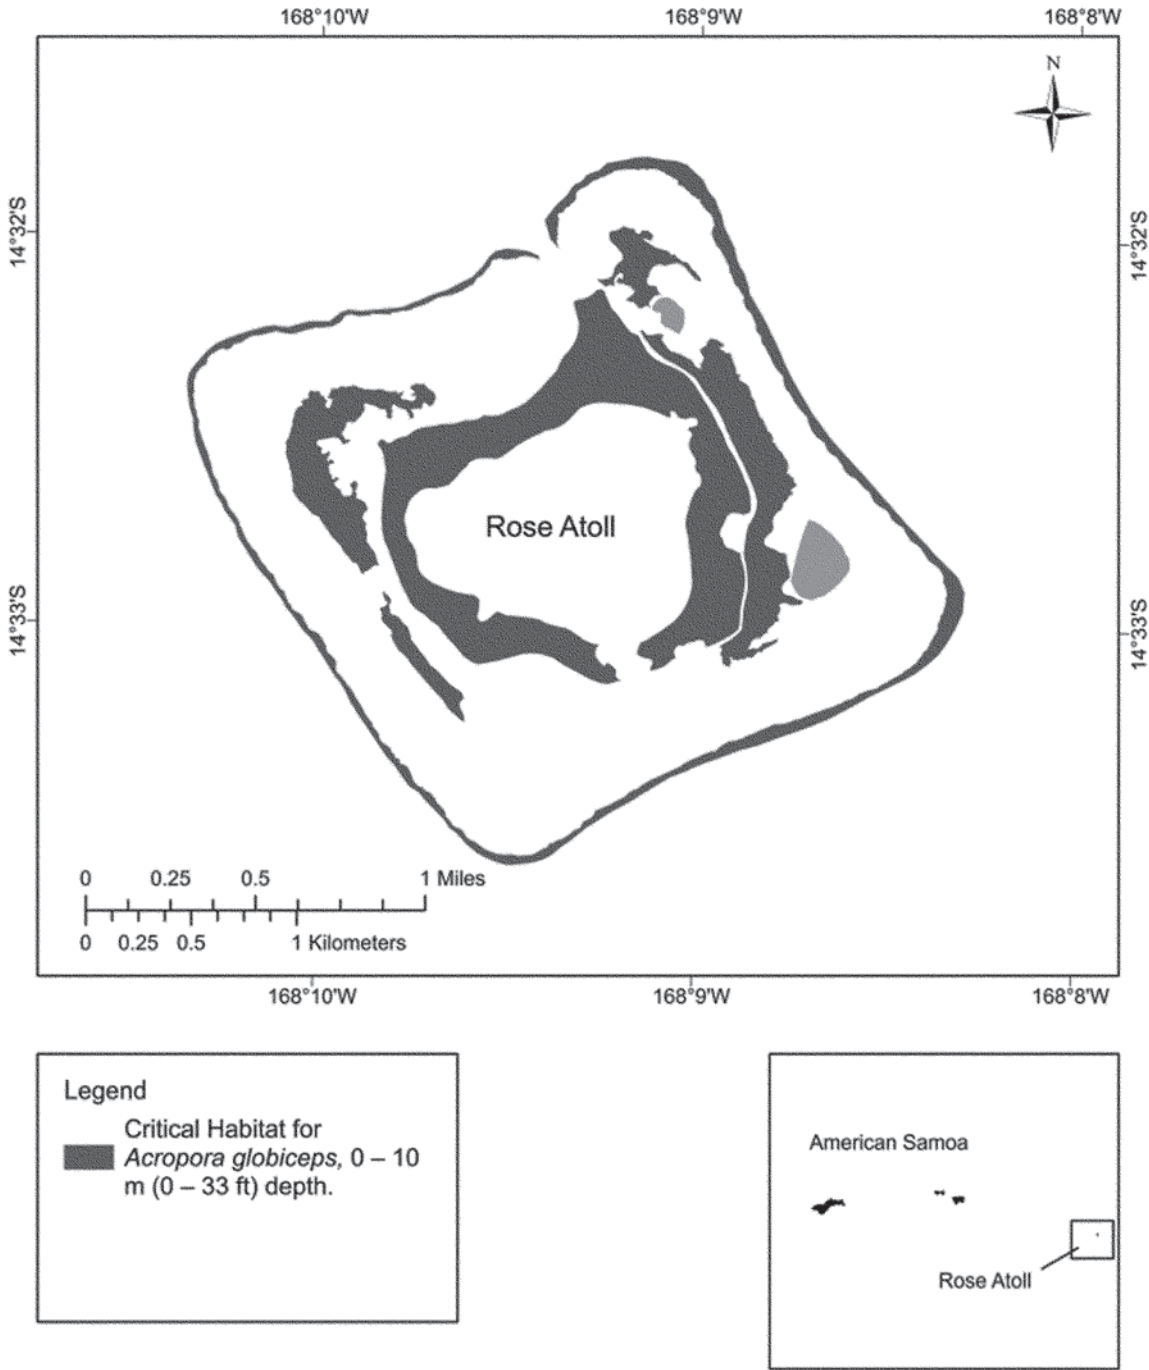 168°10'W 168°9'W 168°8'W
N
14°32'S 14°32'S
Rose Atoll
14°33'S 14°33'S
0 0.25 0.5 1 Miles
0 0.25 0.5 1 Kilometers
168°10'W 168°9'W 168°8'W
Legend
Critical Habitat for
Acropora globiceps, 0 – 10
m (0 – 33 ft) depth.
American Samoa
Rose Atoll